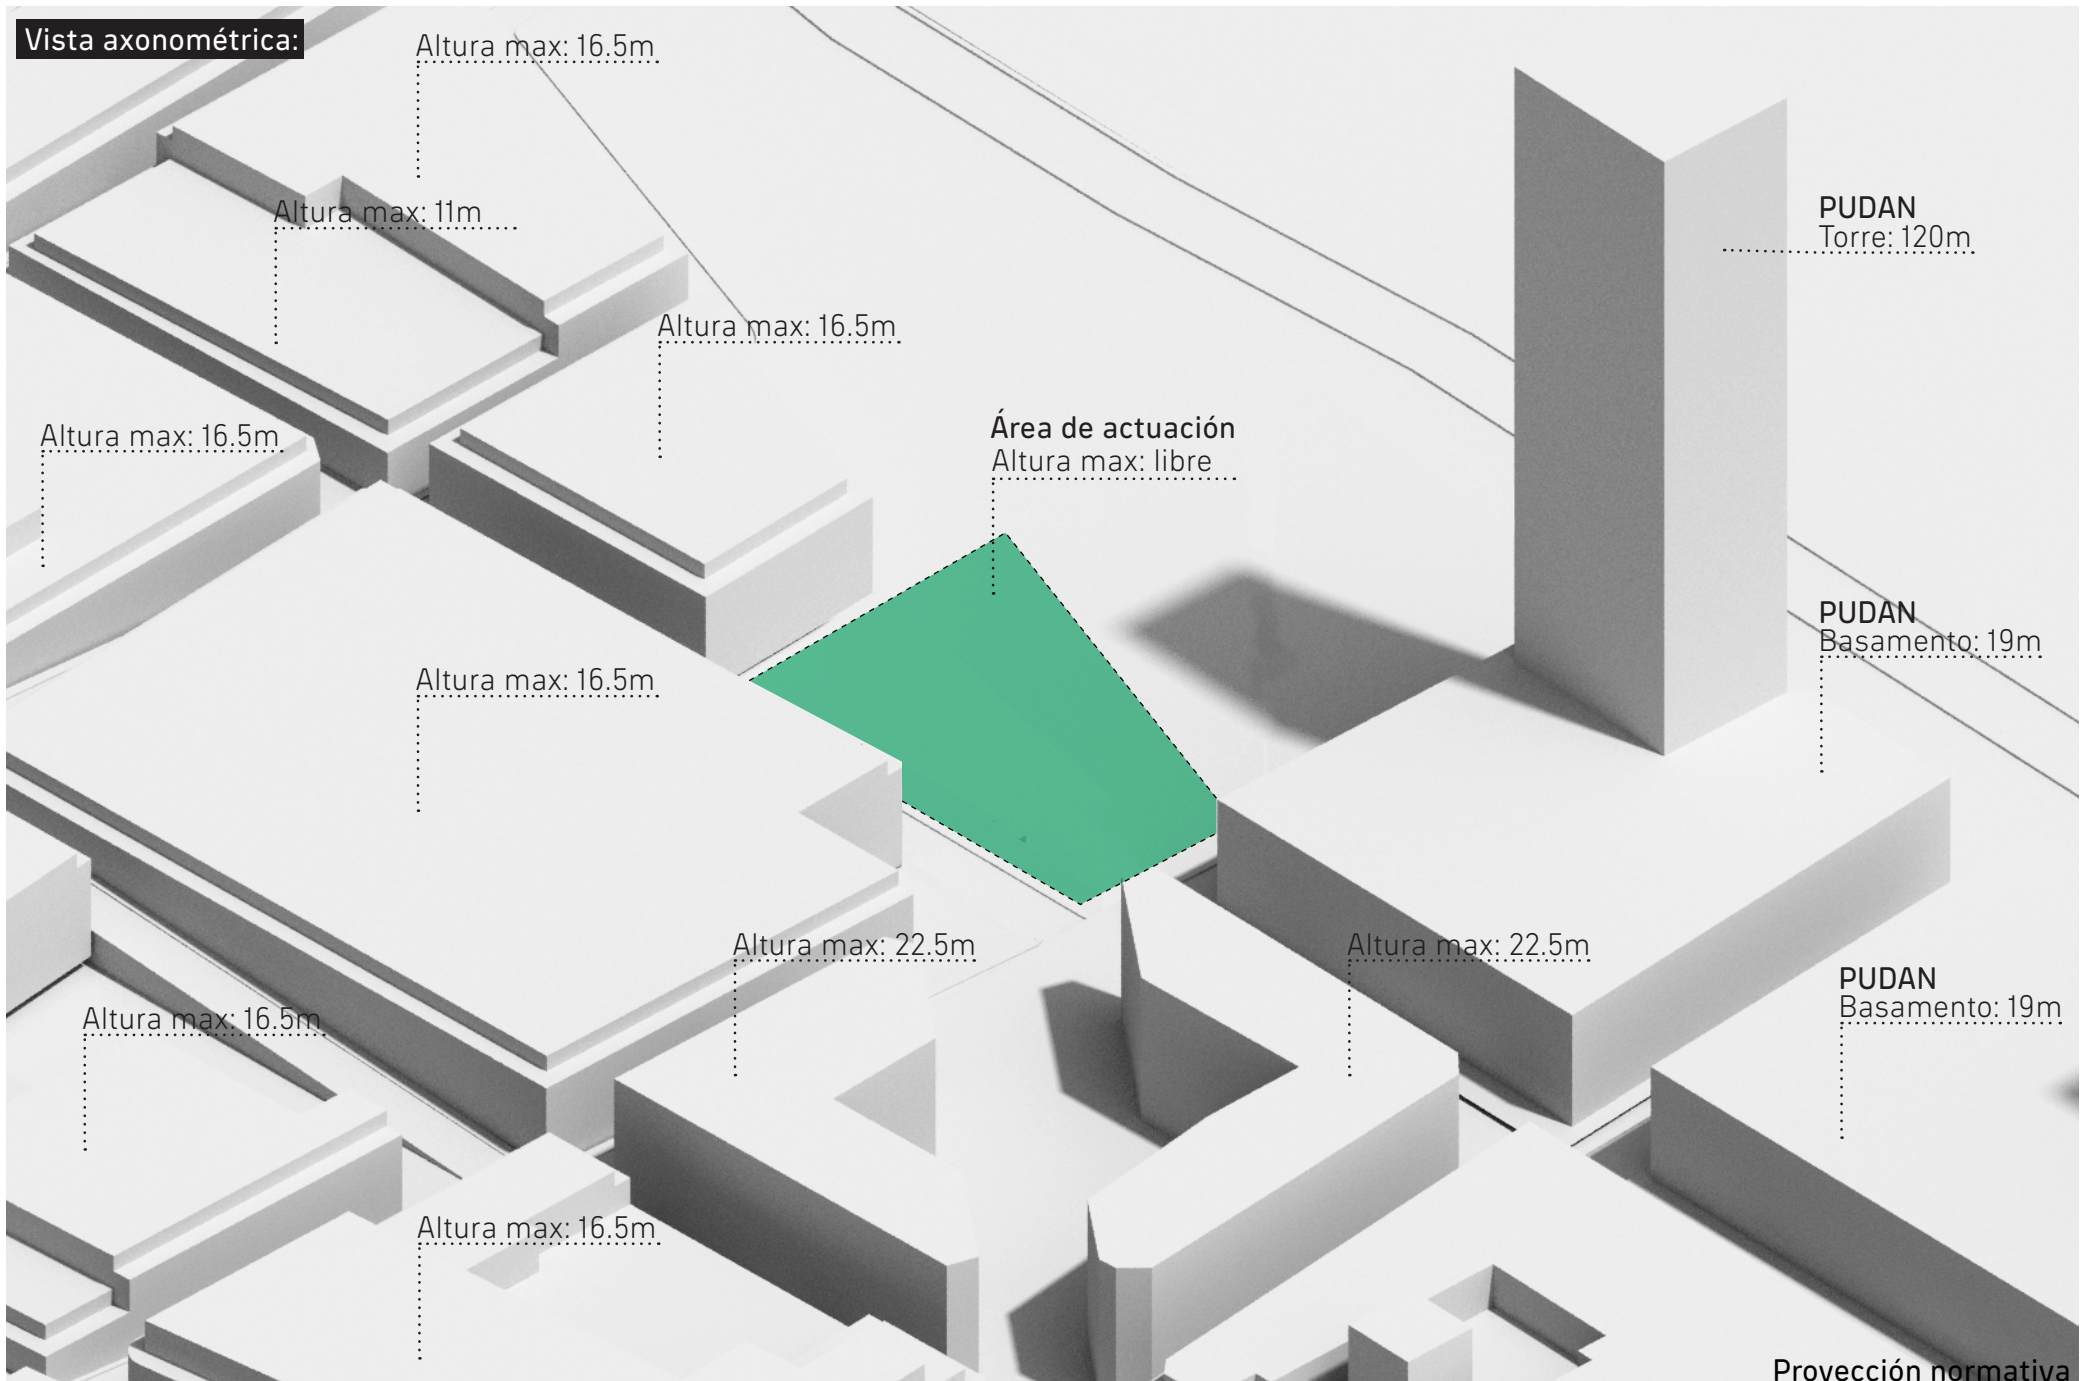 Vista axonométrica:
Altura max: 16.5m
Altura max: 11m
PUDAN
Torre: 120m
Altura max: 16.5m
Altura max: 16.5m
Área de actuación
Altura max: libre
PUDAN
Basamento: 19m
Altura max: 16.5m
Altura max: 22.5m
Altura max: 22.5m
PUDAN
Basamento: 19m
Altura max: 16.5m
Altura max: 16.5m
Proyección normativa